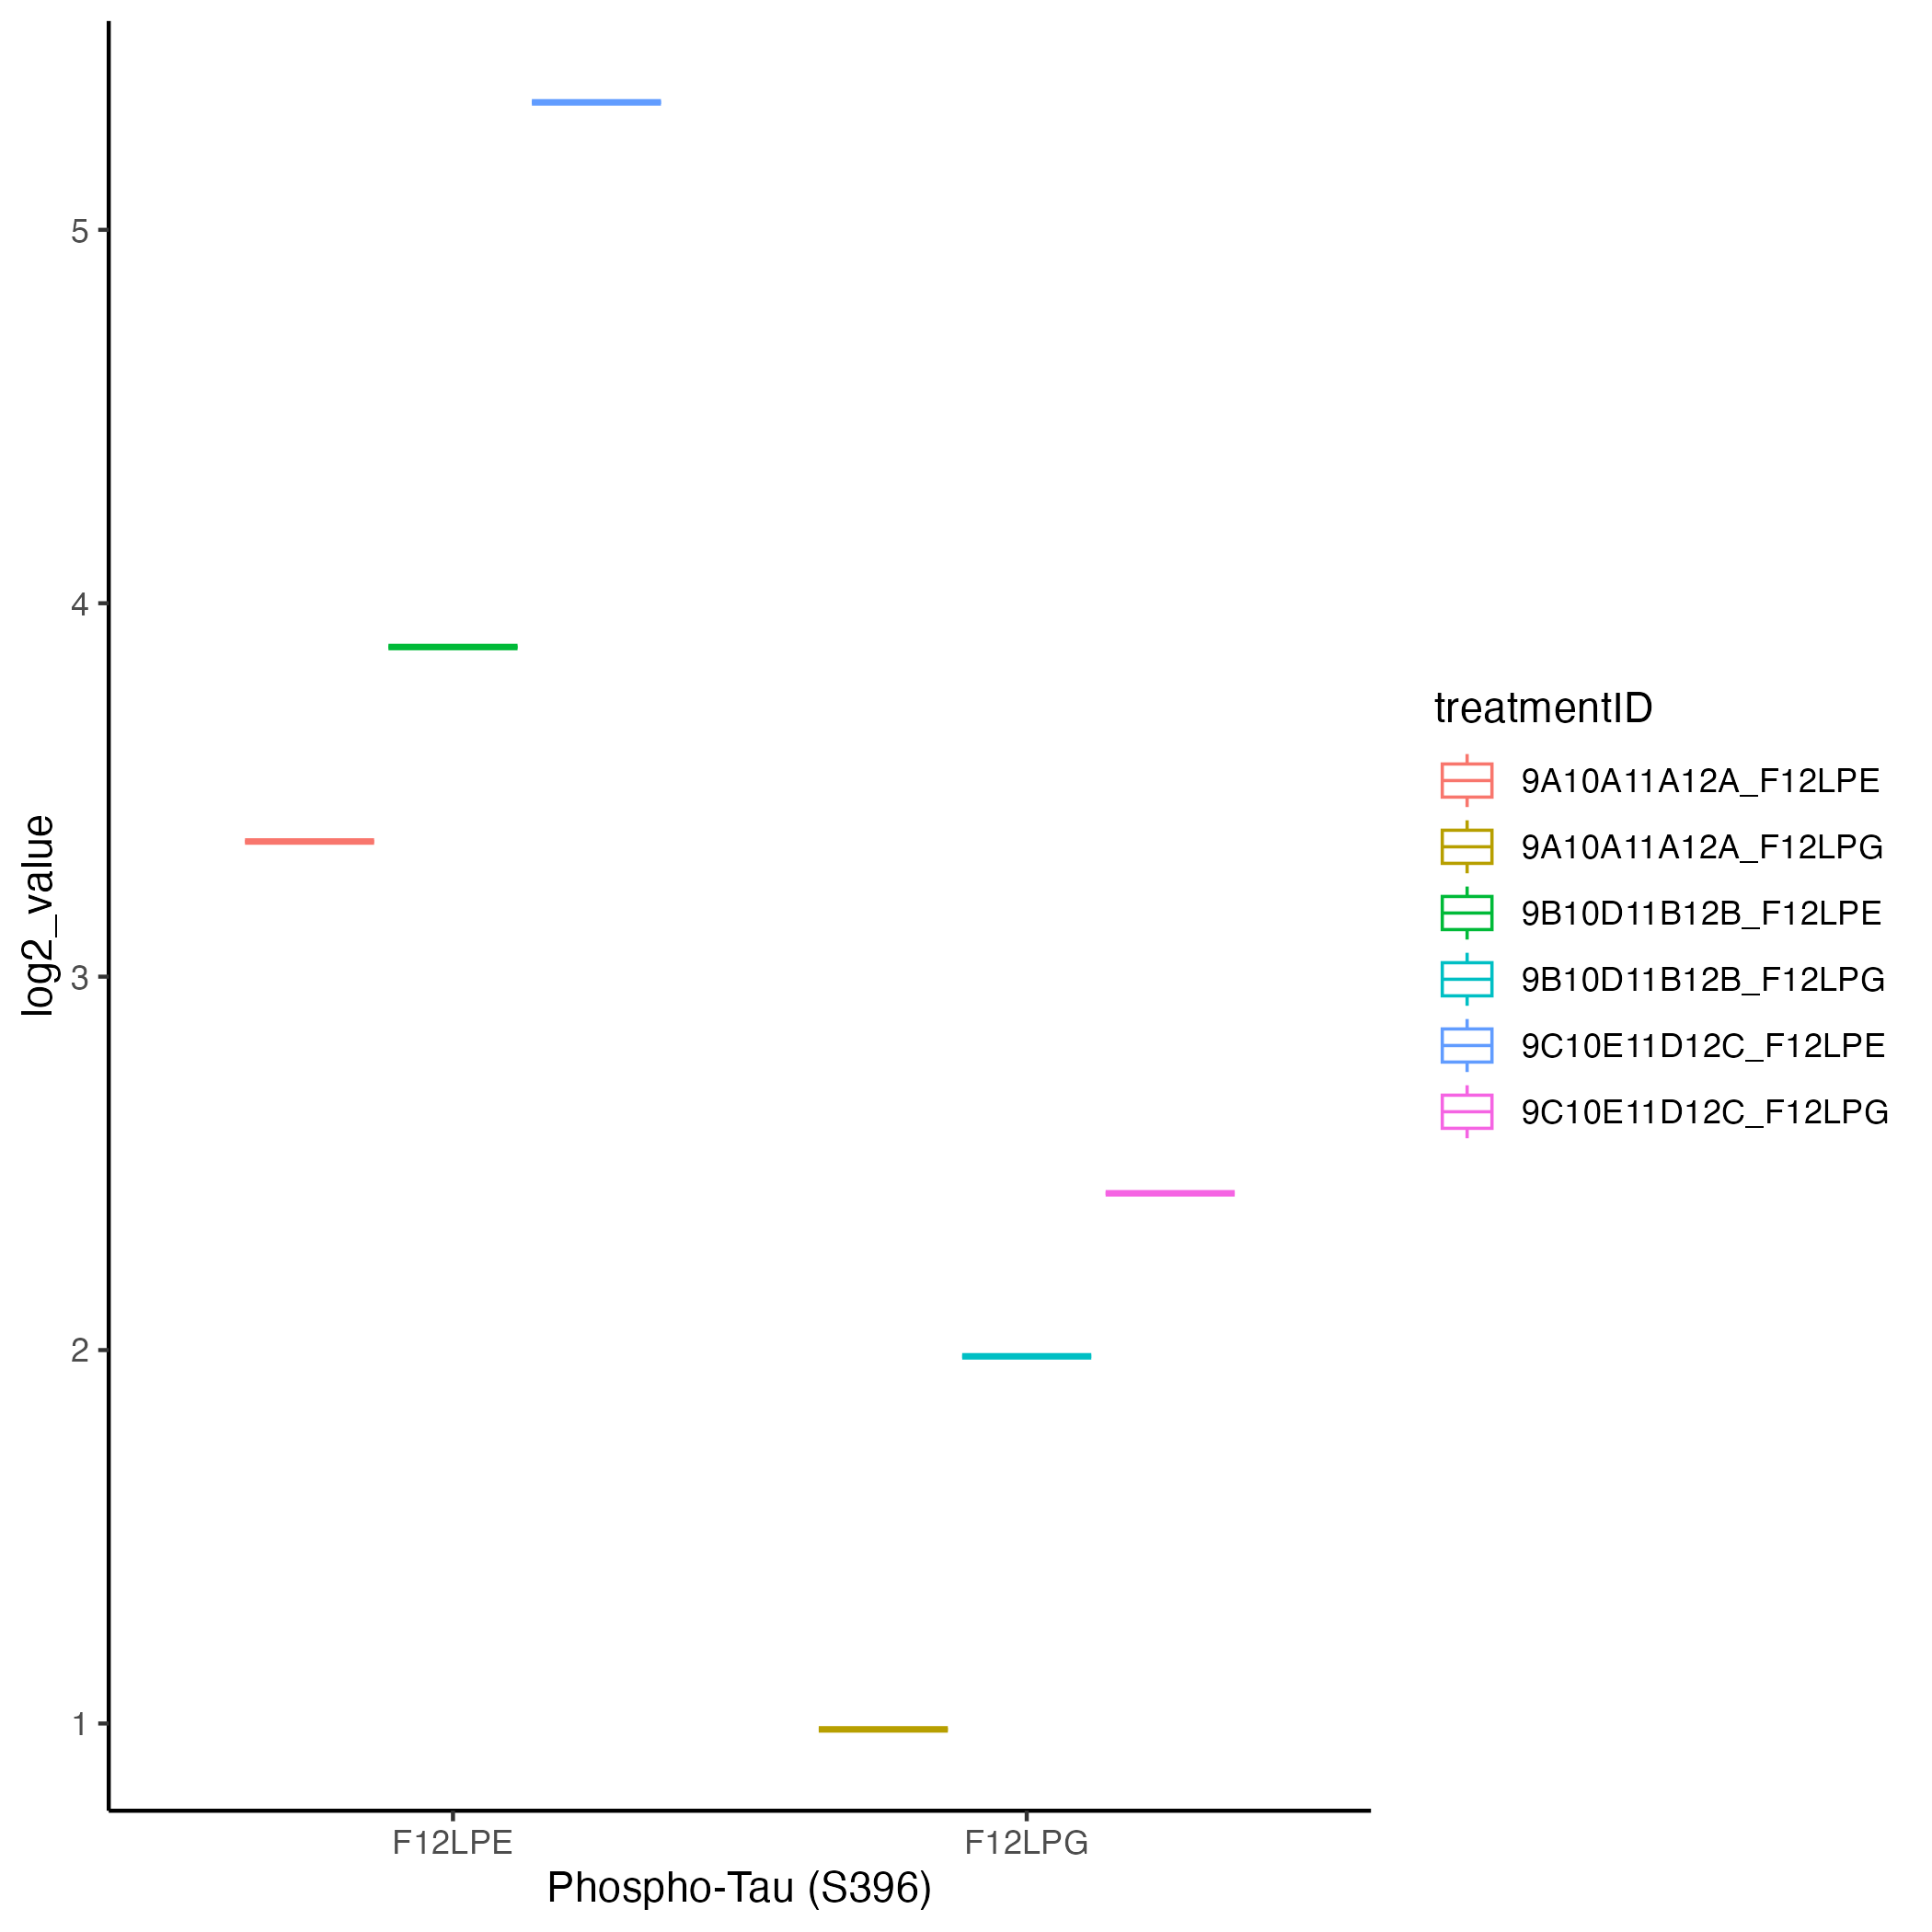 log2_value
5
4
3
2
1
F12LPE
F12LPG
Phospho-Tau (S396)
treatmentID
9A10A11A12A_F12LPE
9A10A11A12A_F12LPG
9B10D11B12B_F12LPE
9B10D11B12B_F12LPG
9C10E11D12C_F12LPE
9C10E11D12C_F12LPG